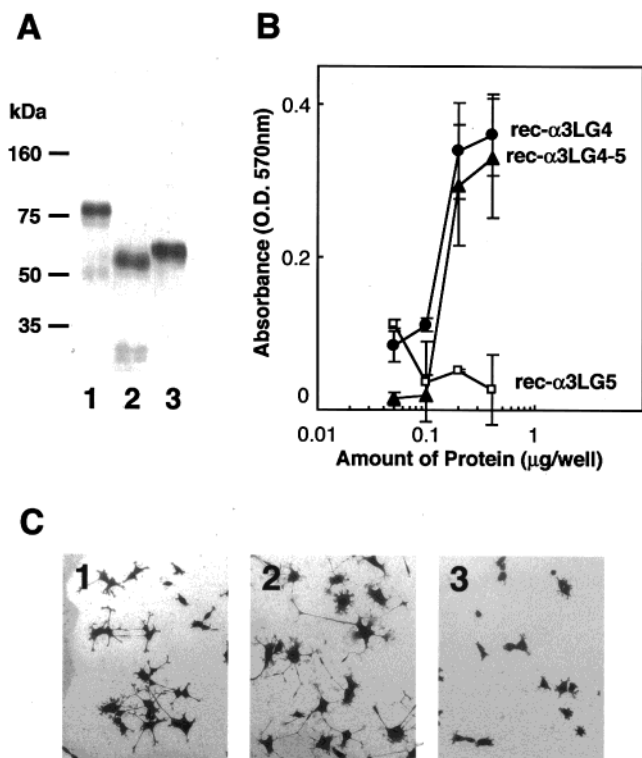 A
kDa
160
75
50
35
1 2 3
B
Absorbance (O.D. 570nm)
0.4
0.2
0
rec-α3LG4
rec-α3LG4-5
rec-α3LG5
0.01 0.1 1
Amount of Protein (μg/well)
C
1 2 3